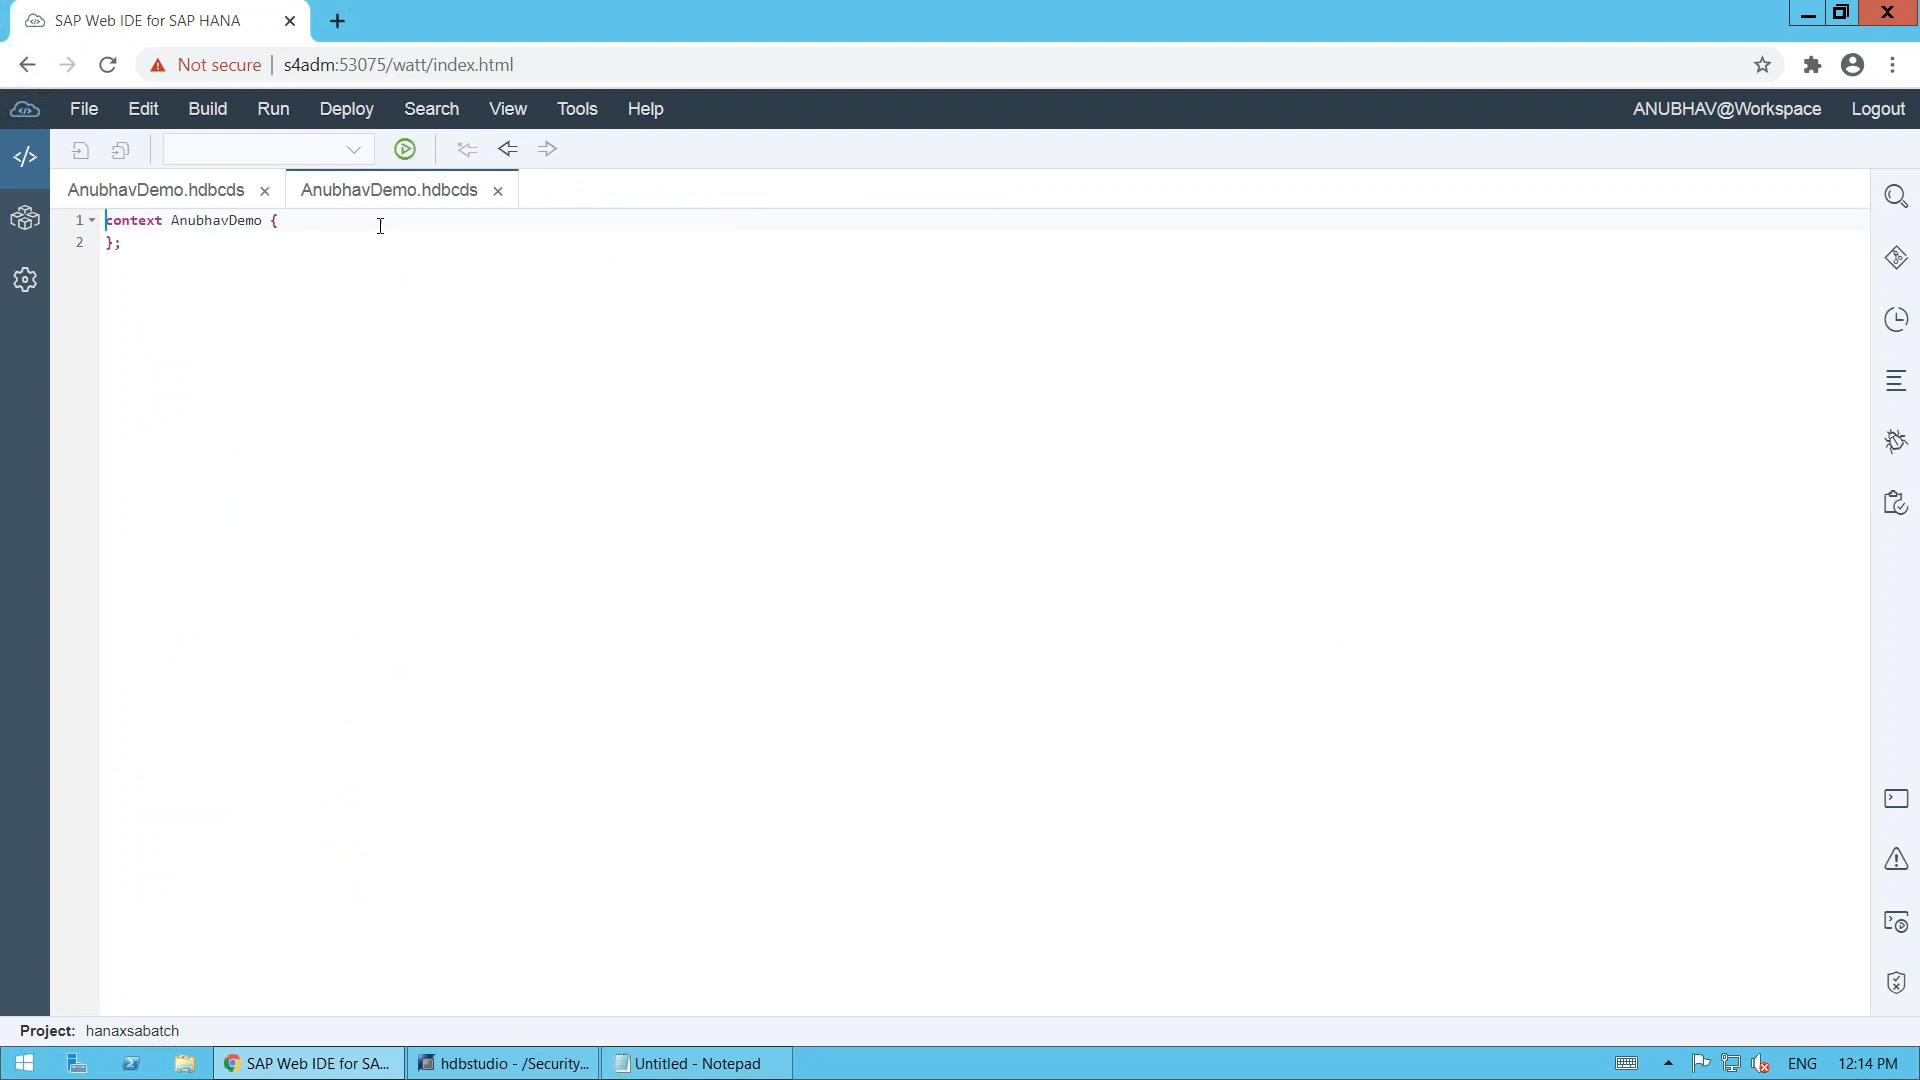 SAP Web IDE for SAP HANA
Not secure s4adm:53075/watt/index.html
File Edit Build Run Deploy Search View Tools Help ANUBHAV@Workspace Logout
AnubhavDemo.hdbcds AnubhavDemo.hdbcds
1 context AnubhavDemo {
2 };
Project: hanaxsabatch
SAP Web IDE for SA... hdbstudio - /Security,... Untitled - Notepad ENG 12:14 PM